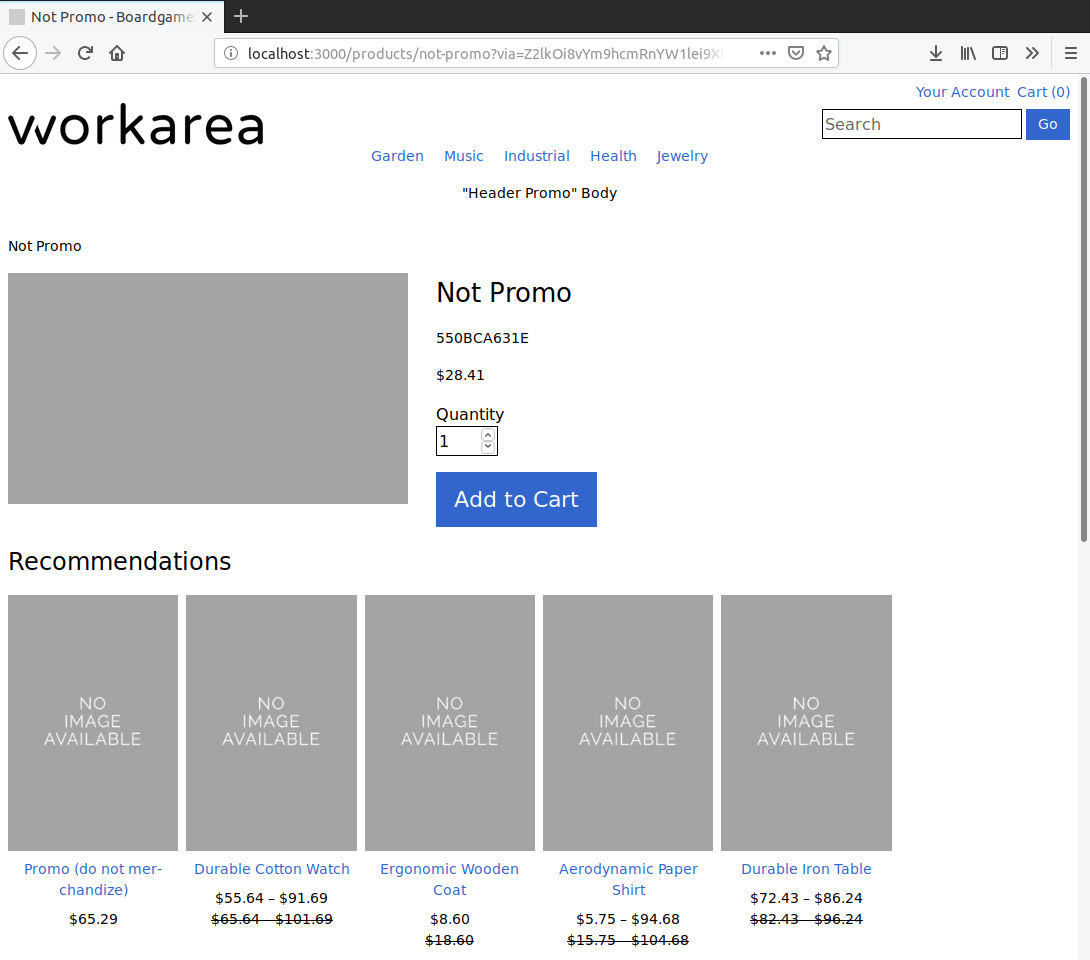 Not Promo - Boardgame
localhost:3000/products/not-promo?via=Z2lkOi8vYm9hcmRnYW1lei9X
Your Account Cart (0)
workarea
Search
Go
Garden Music Industrial Health Jewelry
"Header Promo" Body
Not Promo
Not Promo
550BCA631E
$28.41
Quantity
1
Add to Cart
Recommendations
NO IMAGE AVAILABLE
NO IMAGE AVAILABLE
NO IMAGE AVAILABLE
NO IMAGE AVAILABLE
NO IMAGE AVAILABLE
Promo (do not mer-
chandize)
$65.29
Durable Cotton Watch
$55.64 – $91.69
$65.64 – $101.69
Ergonomic Wooden
Coat
$8.60
$18.60
Aerodynamic Paper
Shirt
$5.75 – $94.68
$15.75 – $104.68
Durable Iron Table
$72.43 – $86.24
$82.43 – $96.24